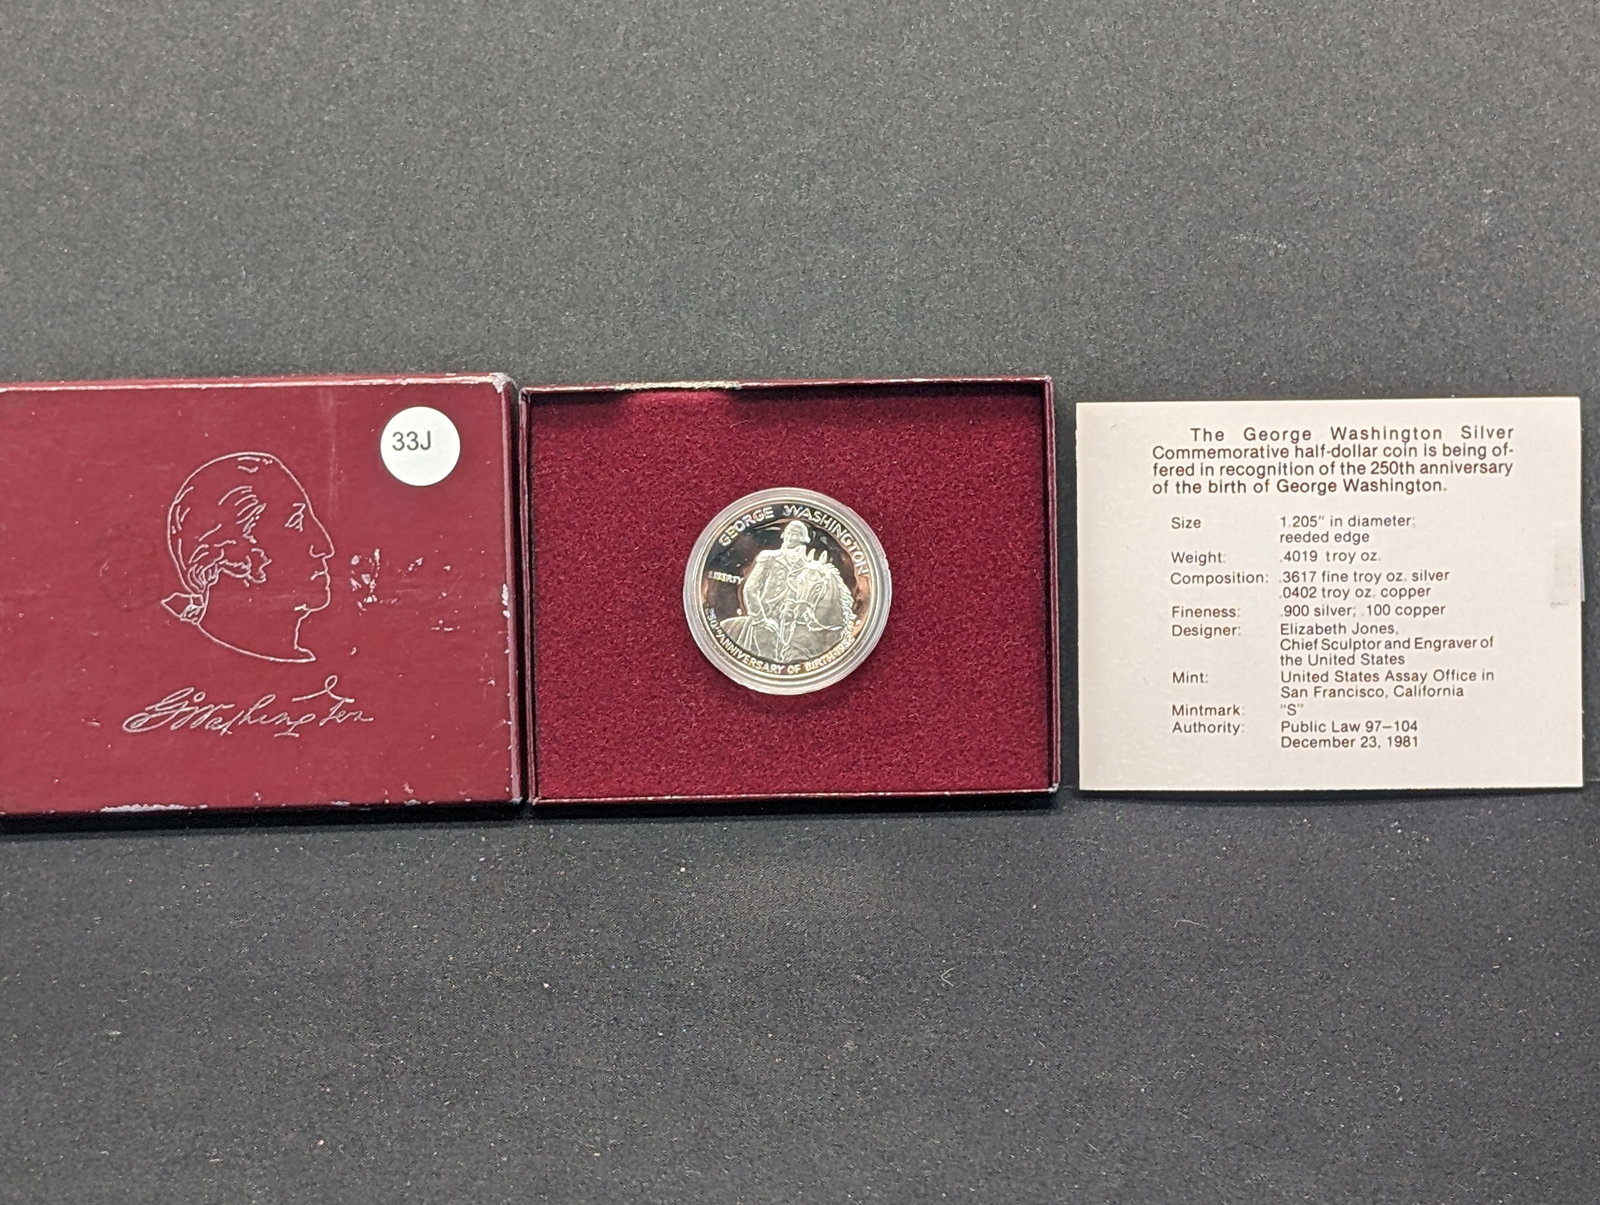 33J
G Washington
GEORGE WASHINGTON
LIBERTY
250TH ANNIVERSARY OF BIRTH
The George Washington Silver
Commemorative half-dollar coin is being of-
fered in recognition of the 250th anniversary
of the birth of George Washington.
Size 1.205" in diameter;
reeded edge
Weight: .4019 troy oz.
Composition: .3617 fine troy oz. silver
.0402 troy oz. copper
Fineness: .900 silver; .100 copper
Designer: Elizabeth Jones,
Chief Sculptor and Engraver of
the United States
Mint: United States Assay Office in
San Francisco, California
Mintmark: "S"
Authority: Public Law 97–104
December 23, 1981